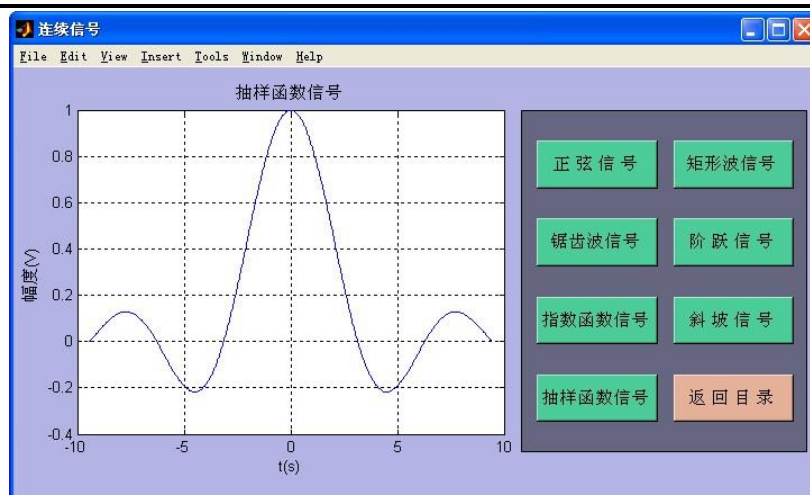 连续信号
File Edit View Insert Tools Window Help
抽样函数信号
1
0.8
0.6
0.4
0.2
0
-0.2
-0.4
幅度(V)
-10 -5 0 5 10
t(s)
正 弦 信 号 矩形波信号
锯齿波信号 阶 跃 信 号
指数函数信号 斜 坡 信 号
抽样函数信号 返 回 目 录